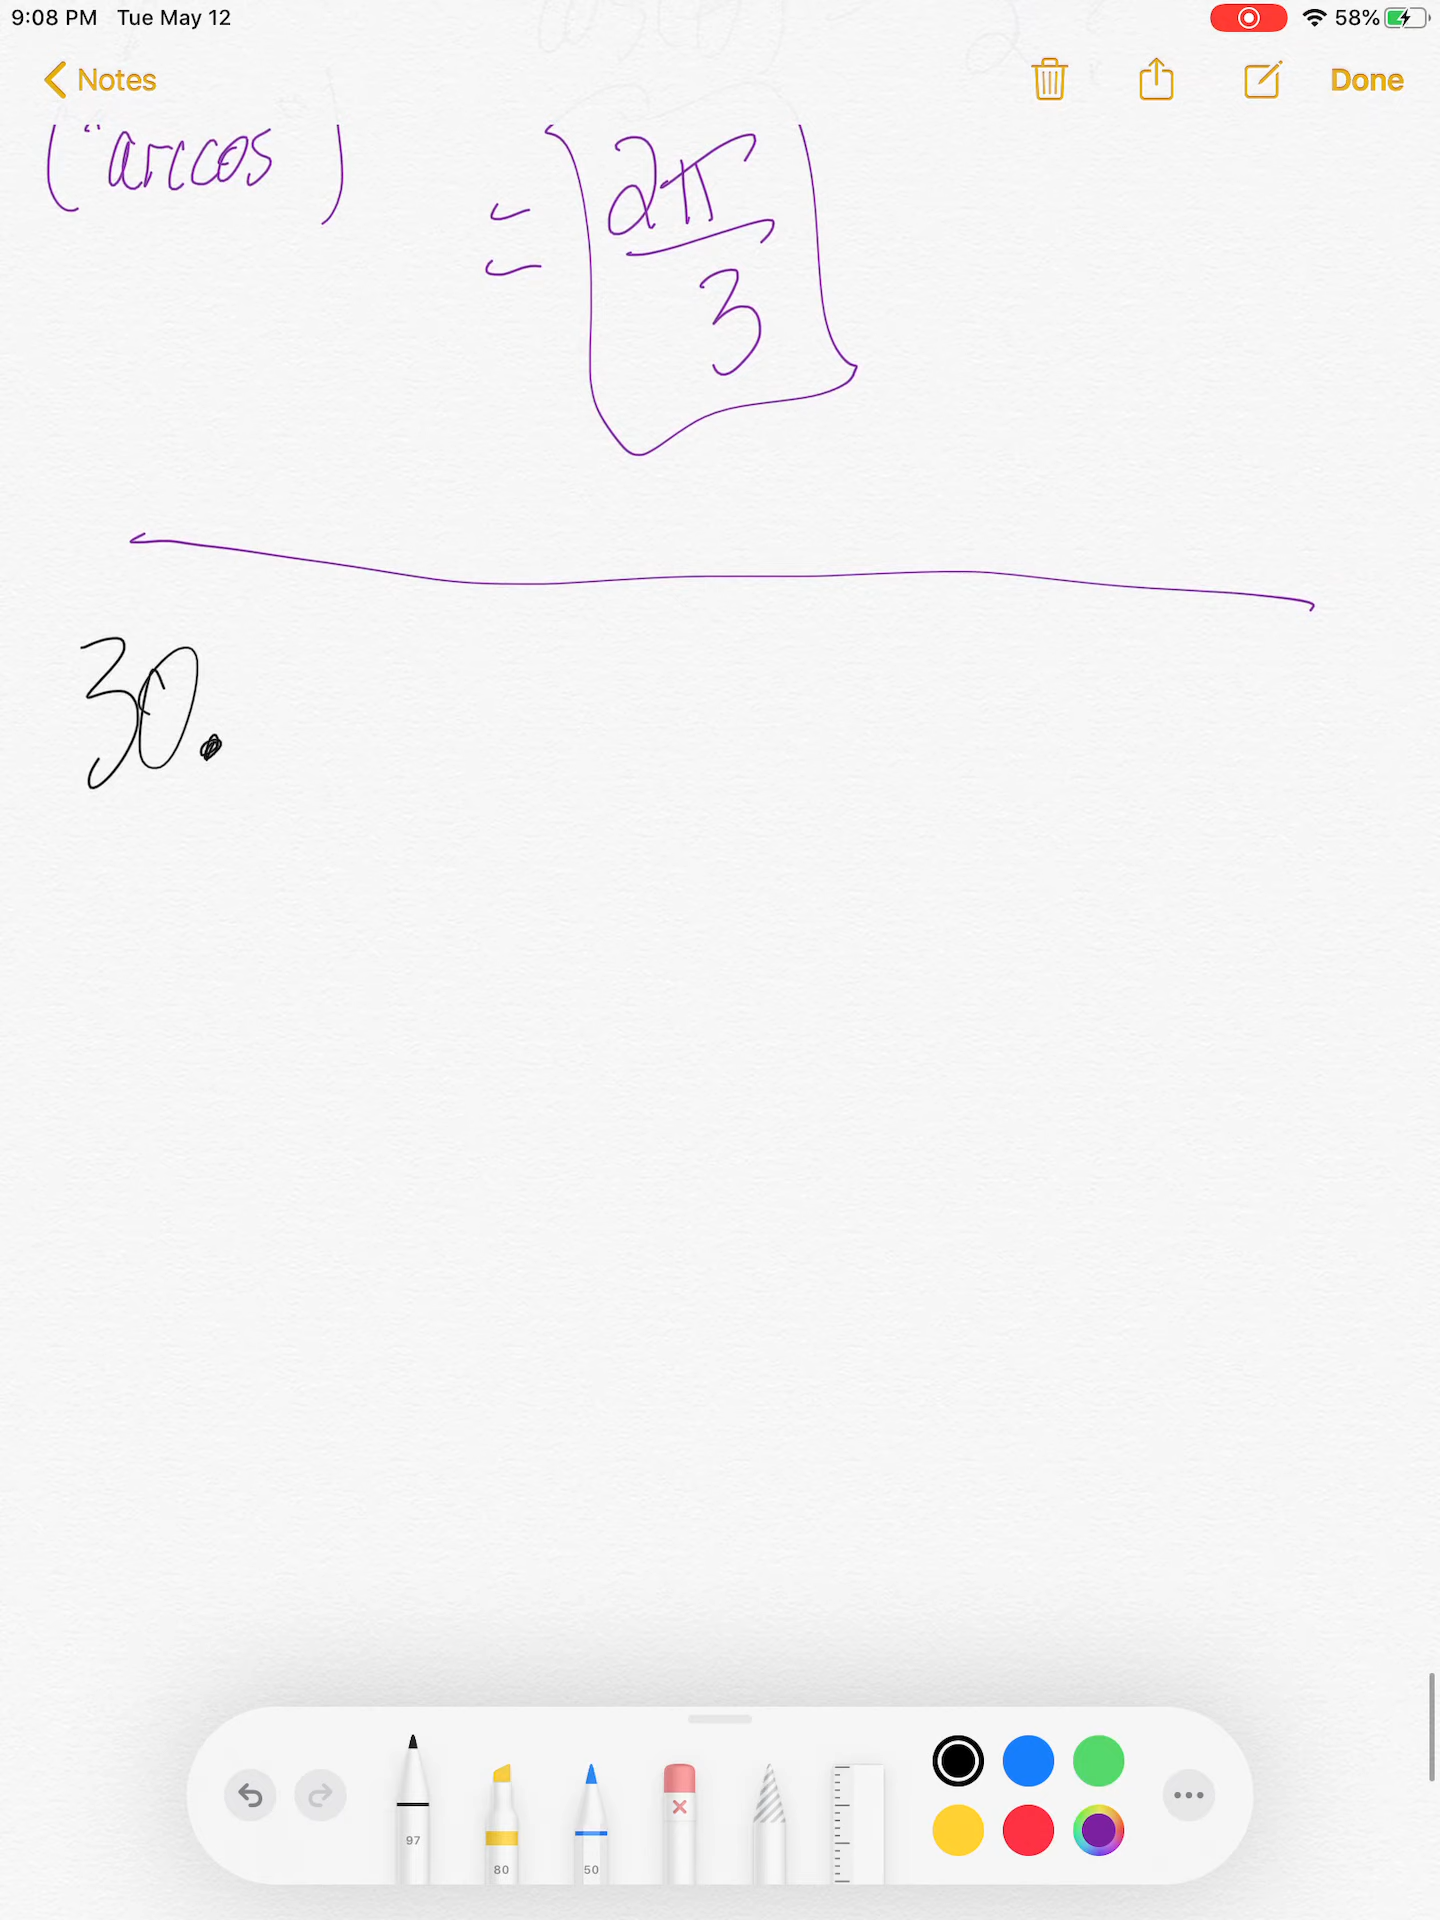 9:08 PM Tue May 12 58%
Notes Done
("arccos ) = 2π
3
30.
97 80 50